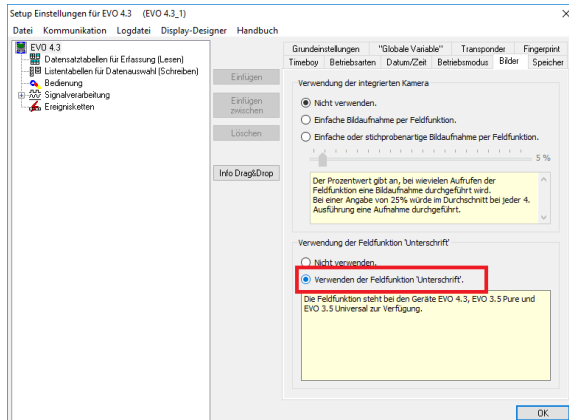 Setup Einstellungen für EVO 4.3 (EVO 4.3_1)
Datei Kommunikation Logdatei Display-Designer Handbuch
EVO 4.3
Datensatztabellen für Erfassung (Lesen)
Listentabellen für Datenauswahl (Schreiben)
Bedienung
Signalverarbeitung
Ereignisketten
Einfügen
Einfügen
zwischen
Löschen
Info Drag&Drop
Grundeinstellungen "Globale Variable" Transponder Fingerprint
Timeboy Betriebsarten Datum/Zeit Betriebsmodus Bilder Speicher
Verwendung der integrierten Kamera
Nicht verwenden.
Einfache Bildaufnahme per Feldfunktion.
Einfache oder stichprobenartige Bildaufnahme per Feldfunktion.
5 %
Der Prozentwert gibt an, bei wievielen Aufrufen der
Feldfunktion eine Bildaufnahme durchgeführt wird.
Bei einer Angabe von 25% würde im Durchschnitt bei jeder 4.
Ausführung eine Aufnahme durchgeführt.
Verwendung der Feldfunktion 'Unterschrift'
Nicht verwenden.
Verwenden der Feldfunktion 'Unterschrift'.
Die Feldfunktion steht bei den Geräte EVO 4.3, EVO 3.5 Pure und
EVO 3.5 Universal zur Verfügung.
OK